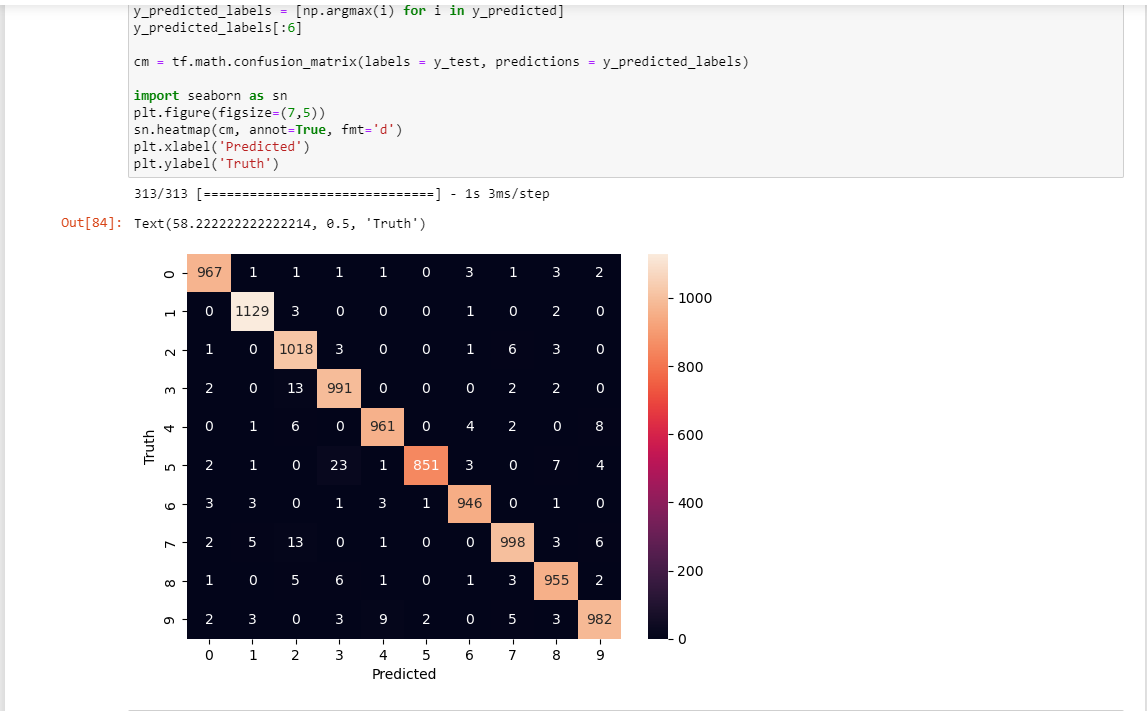 y_predicted_labels = [np.argmax(i) for i in y_predicted]
y_predicted_labels[:6]
cm = tf.math.confusion_matrix(labels = y_test, predictions = y_predicted_labels)
import seaborn as sn
plt.figure(figsize=(7,5))
sn.heatmap(cm, annot=True, fmt='d')
plt.xlabel('Predicted')
plt.ylabel('Truth')
313/313 [==============================] - 1s 3ms/step
Out[84]: Text(58.222222222222214, 0.5, 'Truth')
0 967 1 1 1 1 0 3 1 3 2
1 0 1129 3 0 0 0 1 0 2 0
2 1 0 1018 3 0 0 1 6 3 0
3 2 0 13 991 0 0 0 2 2 0
4 0 1 6 0 961 0 4 2 0 8
5 2 1 0 23 1 851 3 0 7 4
6 3 3 0 1 3 1 946 0 1 0
7 2 5 13 0 1 0 0 998 3 6
8 1 0 5 6 1 0 1 3 955 2
9 2 3 0 3 9 2 0 5 3 982
0 1 2 3 4 5 6 7 8 9
Predicted
Truth
1000
800
600
400
200
0